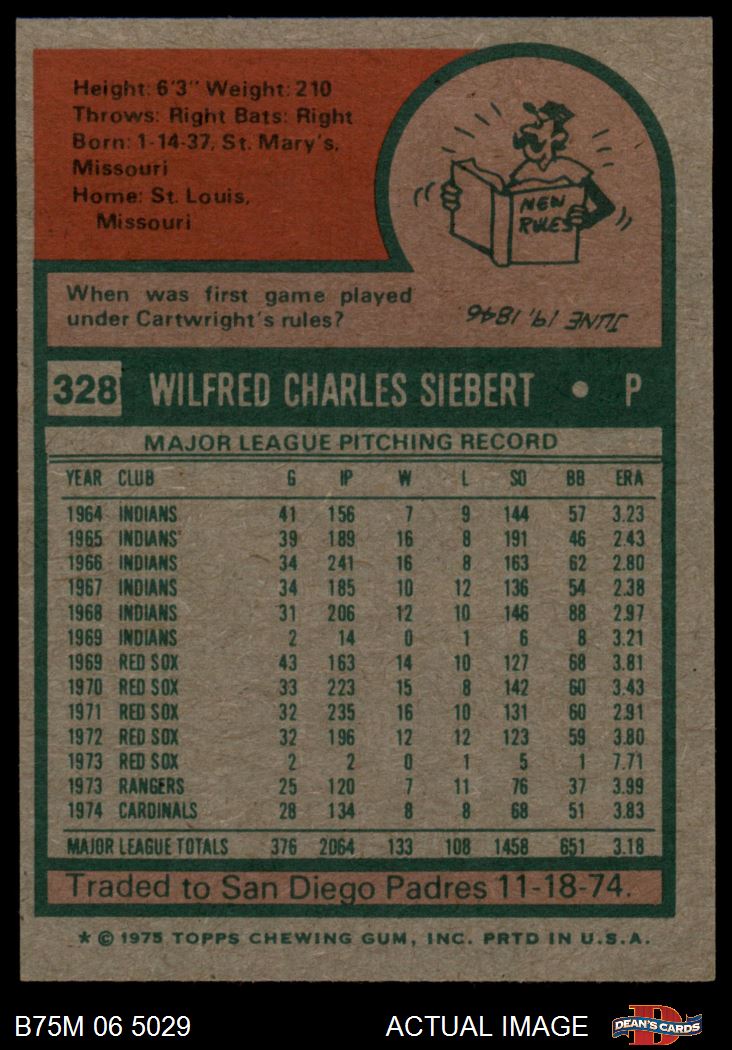 Height: 6'3" Weight: 210
Throws: Right Bats: Right
Born: 1-14-37, St. Mary's,
Missouri
Home: St. Louis,
Missouri
NEW
RULES
When was first game played
under Cartwright's rules?
JUNE 19, 1846
328 WILFRED CHARLES SIEBERT • P
MAJOR LEAGUE PITCHING RECORD
YEAR CLUB G IP W L SO BB ERA
1964 INDIANS 41 156 7 9 144 57 3.23
1965 INDIANS 39 189 16 8 191 46 2.43
1966 INDIANS 34 241 16 8 163 62 2.80
1967 INDIANS 34 185 10 12 136 54 2.38
1968 INDIANS 31 206 12 10 146 88 2.97
1969 INDIANS 2 14 0 1 6 8 3.21
1969 RED SOX 43 163 14 10 127 68 3.81
1970 RED SOX 33 223 15 8 142 60 3.43
1971 RED SOX 32 235 16 10 131 60 2.91
1972 RED SOX 32 196 12 12 123 59 3.80
1973 RED SOX 2 2 0 1 5 1 7.71
1973 RANGERS 25 120 7 11 76 37 3.99
1974 CARDINALS 28 134 8 8 68 51 3.83
MAJOR LEAGUE TOTALS 376 2064 133 108 1458 651 3.18
Traded to San Diego Padres 11-18-74.
* © 1975 TOPPS CHEWING GUM, INC. PRTD IN U.S.A.
B75M 06 5029 ACTUAL IMAGE
D
DEAN'S CARDS